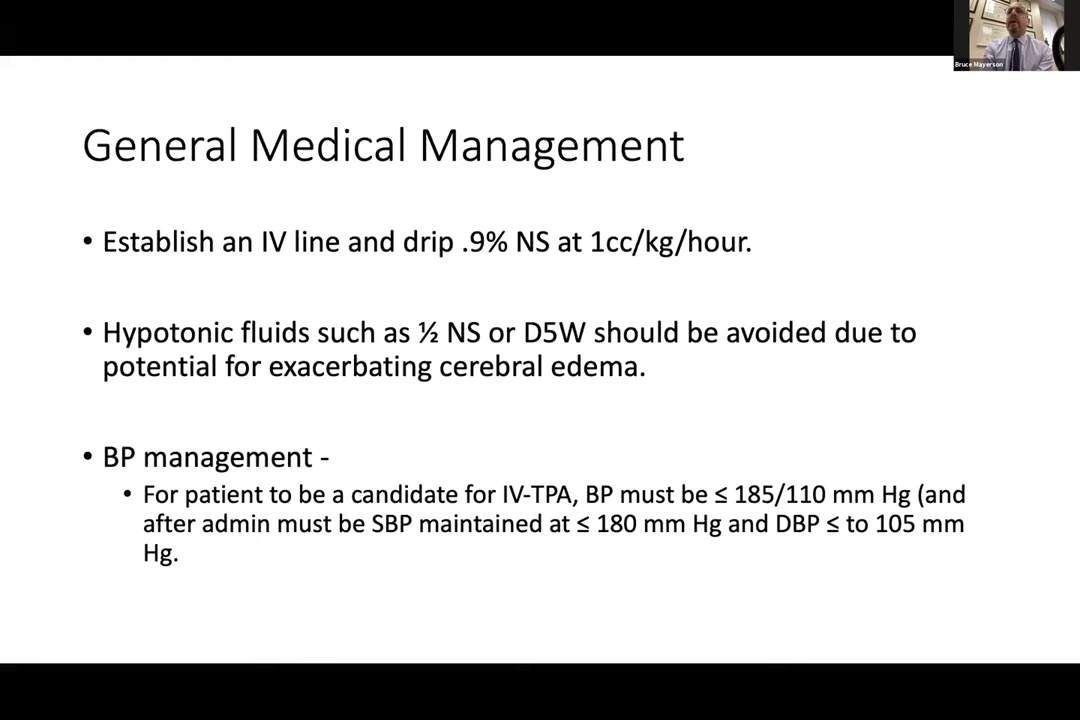 Bruce Mayerson
General Medical Management
• Establish an IV line and drip .9% NS at 1cc/kg/hour.
• Hypotonic fluids such as ½ NS or D5W should be avoided due to
potential for exacerbating cerebral edema.
• BP management -
• For patient to be a candidate for IV-TPA, BP must be ≤ 185/110 mm Hg (and
after admin must be SBP maintained at ≤ 180 mm Hg and DBP ≤ to 105 mm
Hg.